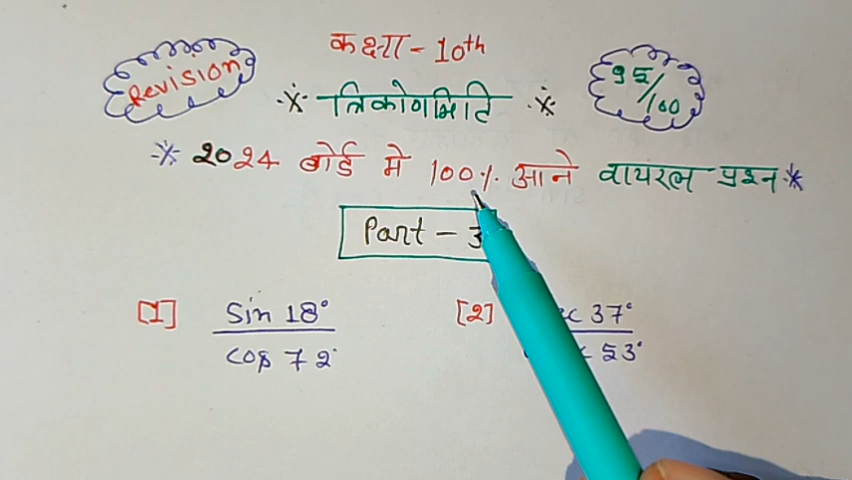 कक्षा - 10th
Revision
95/100
त्रिकोणमिति
2024 बोर्ड मे 100% आने वायरल प्रश्न
Part - 3
[1] Sin 18°
cos 72°
[2] 37°
53°